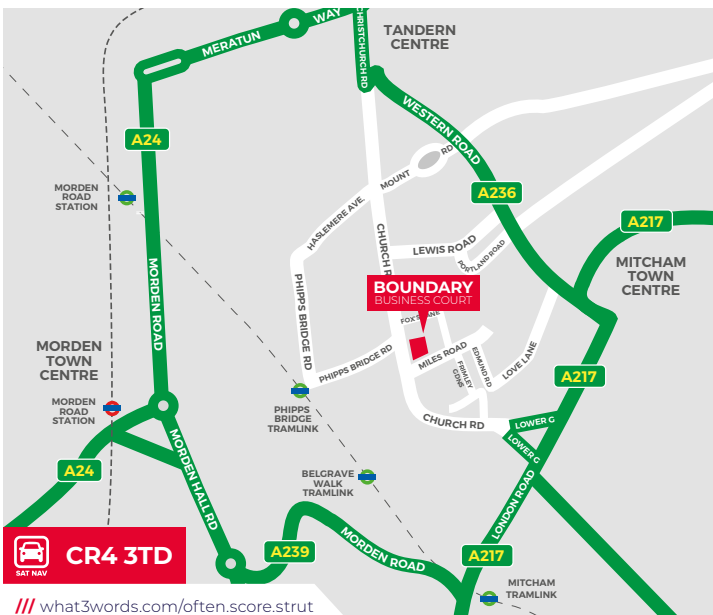 MERATUN
WAY
CHRISTCHURCH RD
TANDERN
CENTRE
A24
WESTERN ROAD
A236
MORDEN
ROAD
STATION
MOUNT
RD
HASLEMERE AVE.
A217
CHURCH R
LEWIS ROAD
PORTLAND ROAD
MITCHAM
TOWN
CENTRE
MORDEN ROAD
PHIPPS BRIDGE RD
BOUNDARY
BUSINESS COURT
MORDEN
TOWN
CENTRE
PHIPPS BRIDGE RD
MILES ROAD
FRIMLEY
GDNS
EDMUND RD
LOVE LANE
A217
MORDEN
ROAD
STATION
PHIPPS
BRIDGE
TRAMLINK
CHURCH RD
LOWER G
LOWER G
A24
MORDEN HALL RD
BELGRAVE
WALK
TRAMLINK
LONDON ROAD
A239
MORDEN ROAD
A217
SAT NAV
CR4 3TD
MITCHAM
TRAMLINK
/// what3words.com/often.score.strut